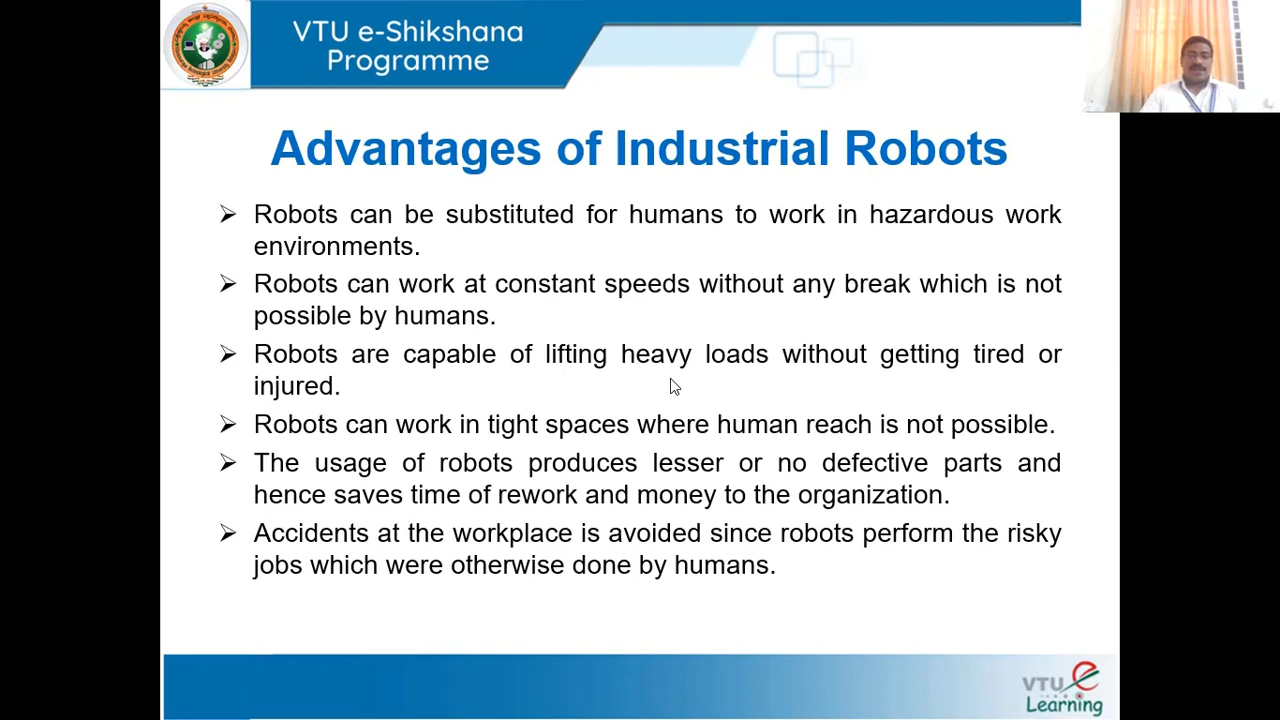 VTU e-Shikshana
Programme
Advantages of Industrial Robots
➢ Robots can be substituted for humans to work in hazardous work
environments.
➢ Robots can work at constant speeds without any break which is not
possible by humans.
➢ Robots are capable of lifting heavy loads without getting tired or
injured.
➢ Robots can work in tight spaces where human reach is not possible.
➢ The usage of robots produces lesser or no defective parts and
hence saves time of rework and money to the organization.
➢ Accidents at the workplace is avoided since robots perform the risky
jobs which were otherwise done by humans.
VTU e
Learning